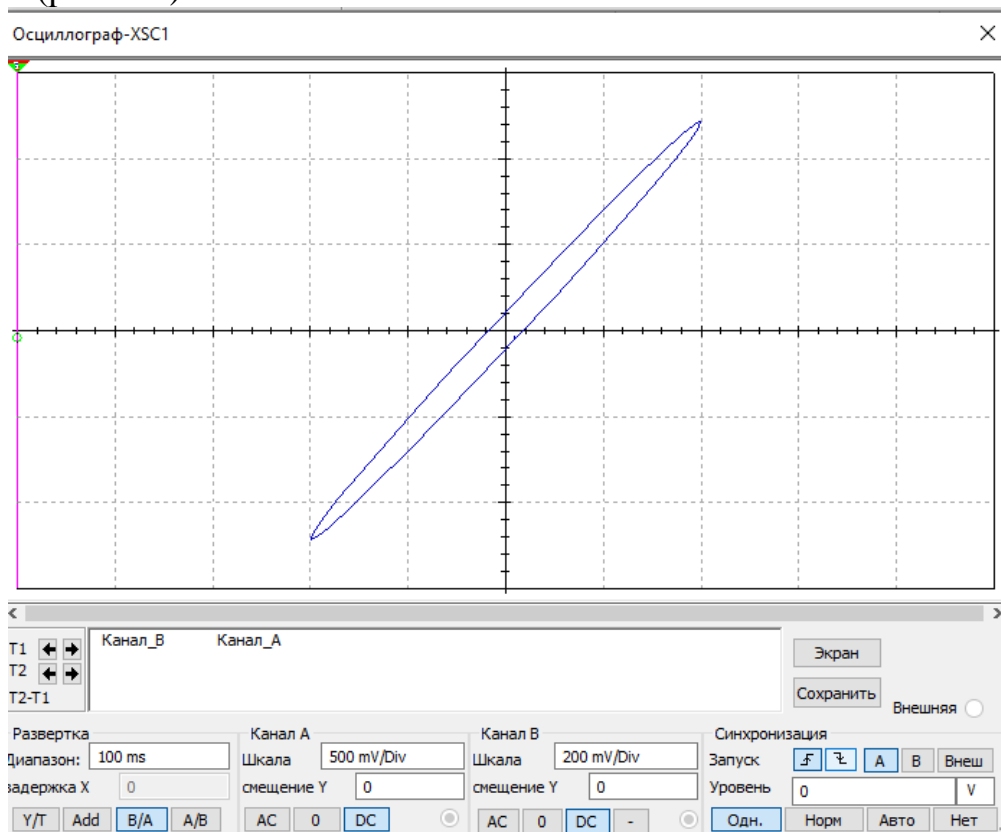 Осциллограф-XSC1
T1
Канал_В Канал_А
T2
T2-T1
Экран
Сохранить
Внешняя
Развертка Канал А Канал В Синхронизация
Диапазон: 100 ms Шкала 500 mV/Div Шкала 200 mV/Div Запуск A B Внеш
задержка X 0 смещение Y 0 смещение Y 0 Уровень 0 V
Y/T Add B/A A/B AC 0 DC AC 0 DC - Одн. Норм Авто Нет